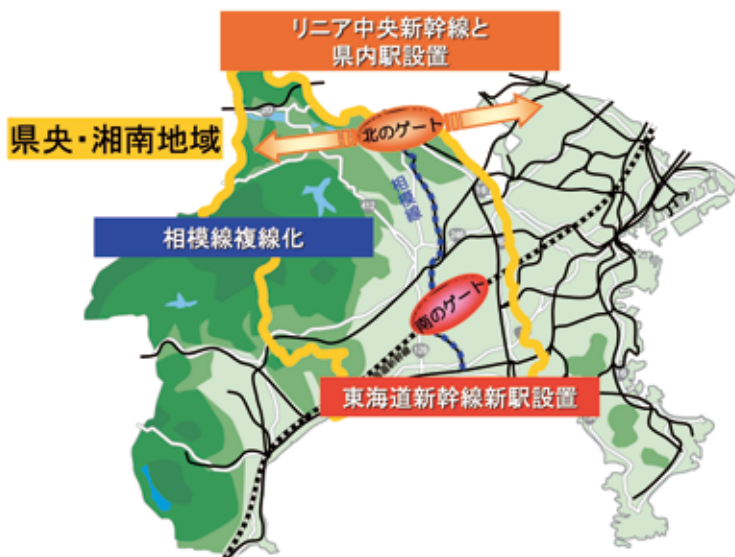 リニア中央新幹線と
県内駅設置
北のゲート
県央・湘南地域
相模線
相模線複線化
南のゲート
東海道新幹線新駅設置